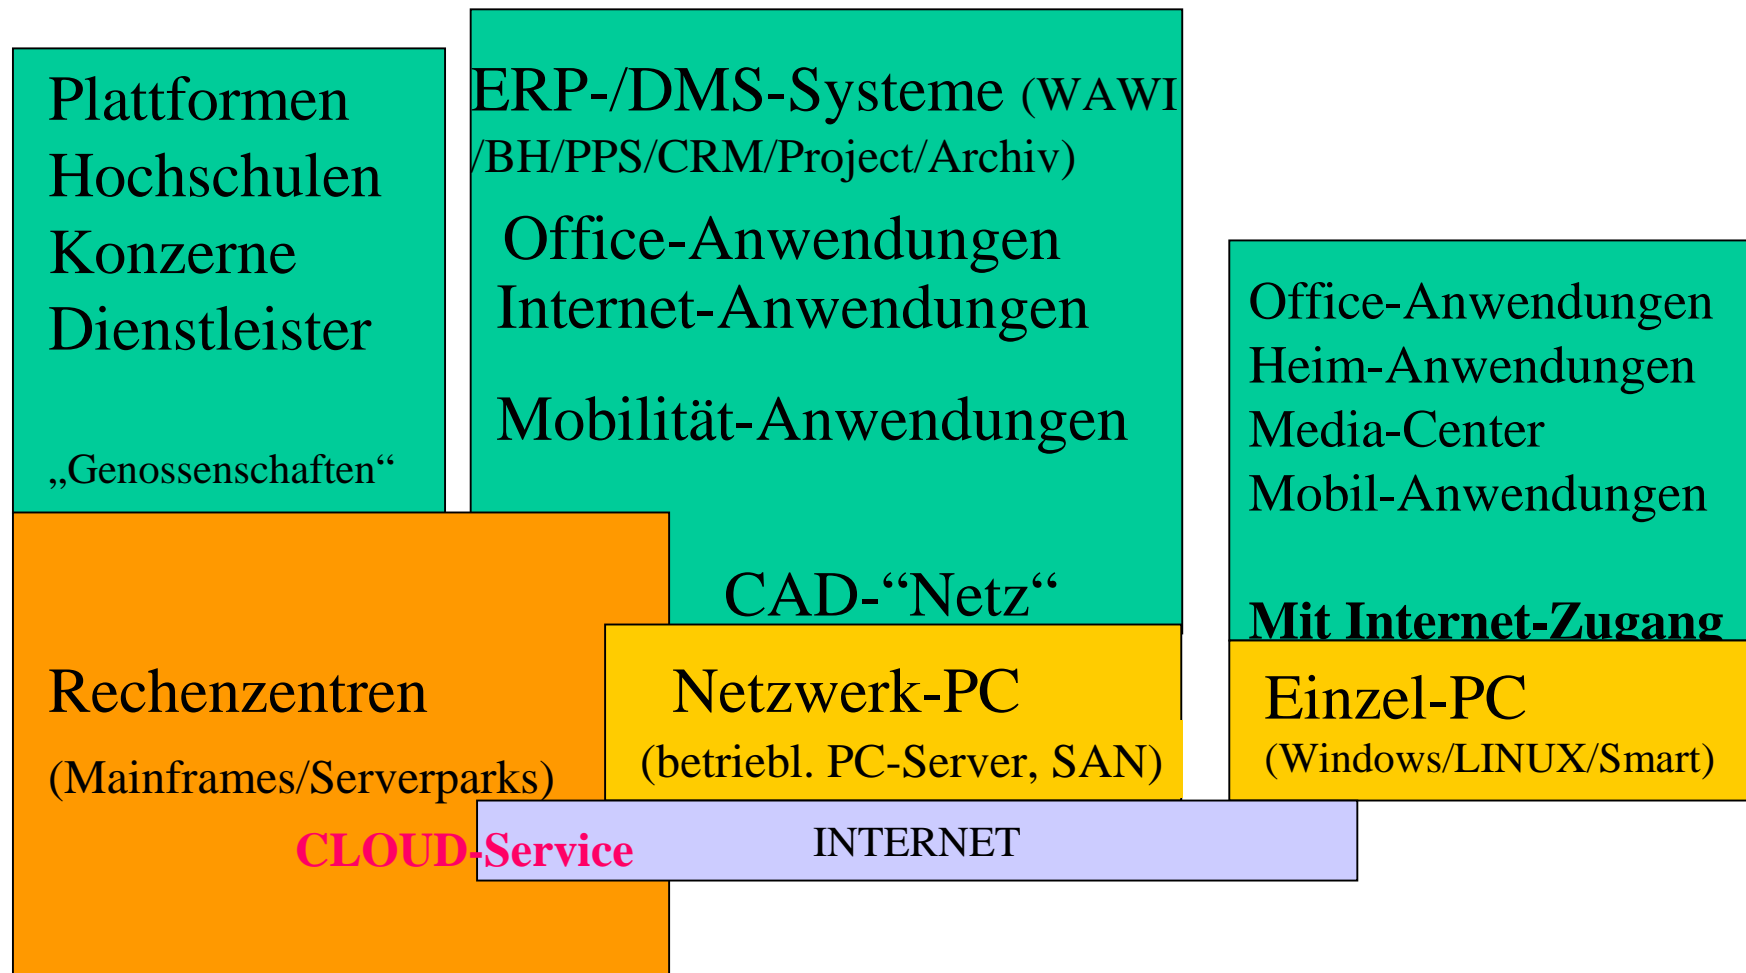 Plattformen
Hochschulen
Konzerne
Dienstleister
„Genossenschaften“
Rechenzentren
(Mainframes/Serverparks)
CLOUD-Service
ERP-/DMS-Systeme (WAWI
/BH/PPS/CRM/Project/Archiv)
Office-Anwendungen
Internet-Anwendungen
Mobilität-Anwendungen
CAD-“Netz“
Netzwerk-PC
(betriebl. PC-Server, SAN)
INTERNET
Office-Anwendungen
Heim-Anwendungen
Media-Center
Mobil-Anwendungen
Mit Internet-Zugang
Einzel-PC
(Windows/LINUX/Smart)